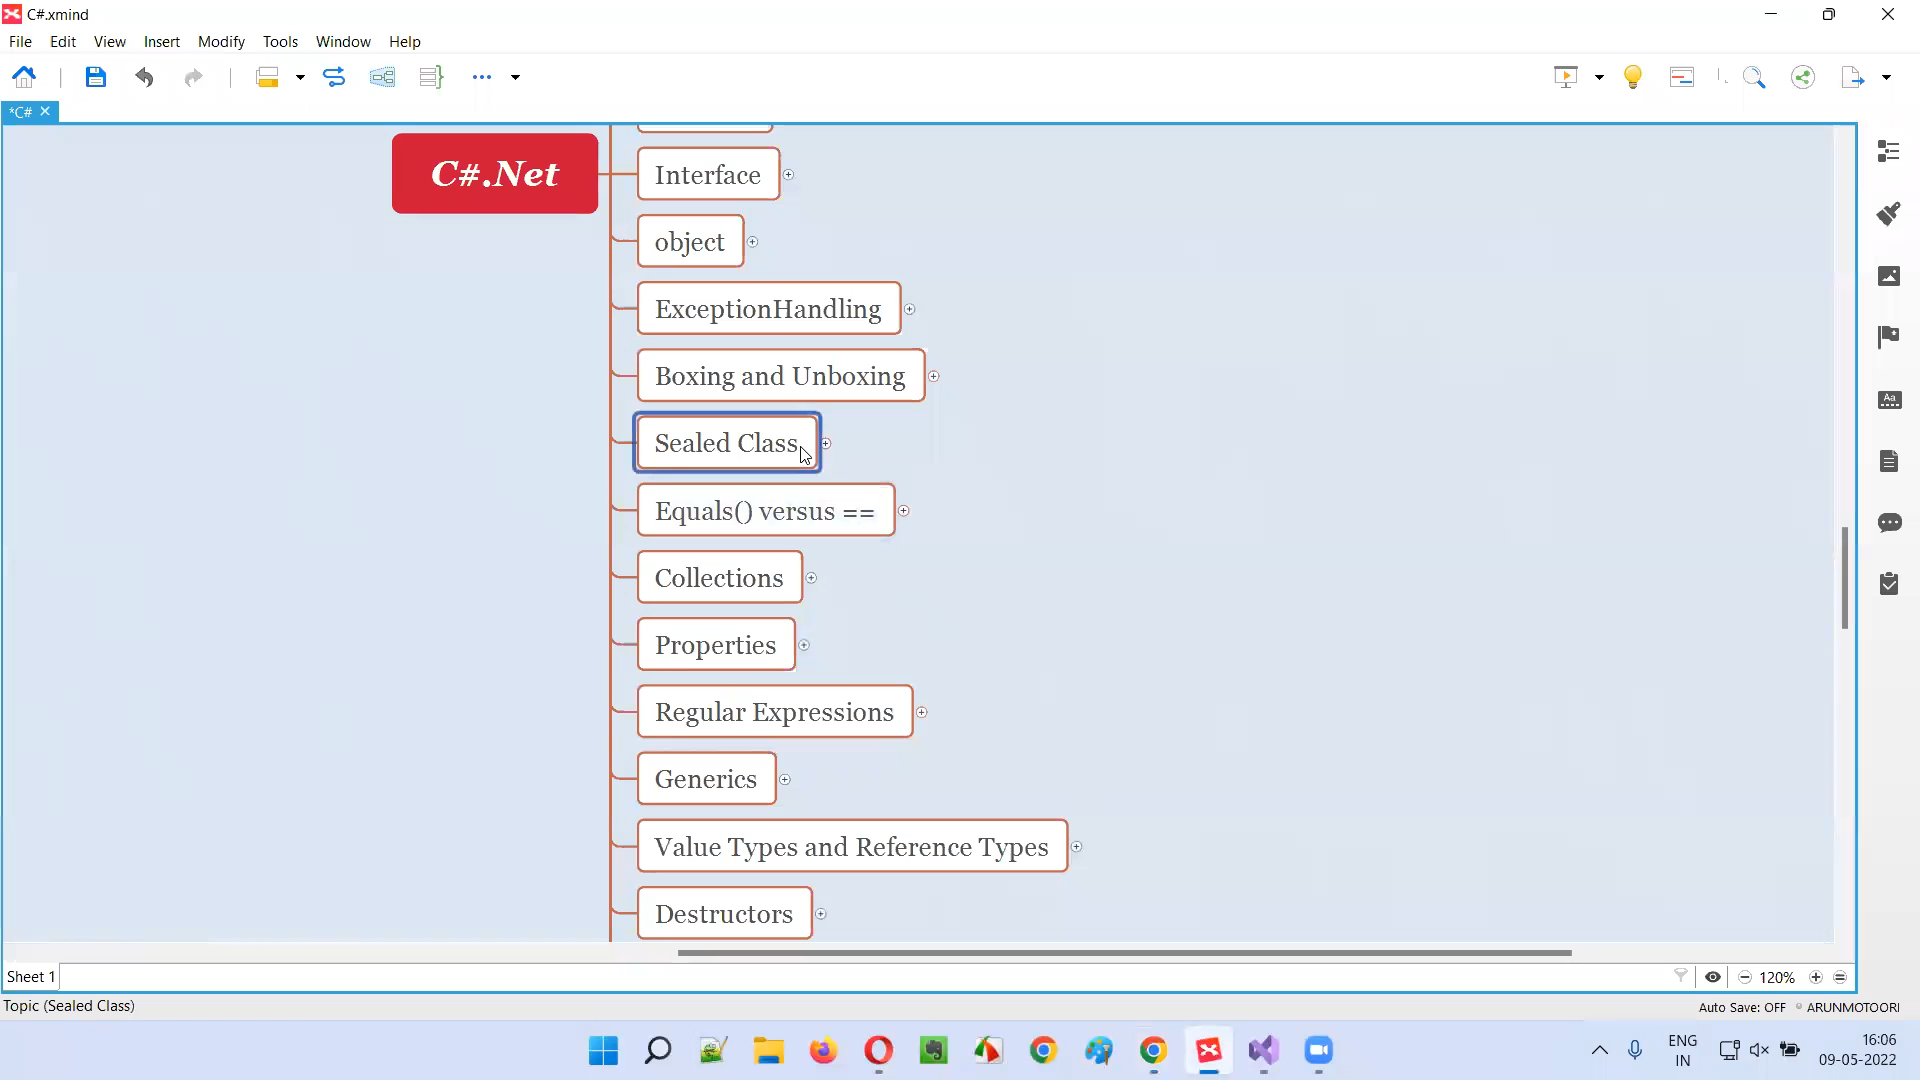 C#.xmind
File Edit View Insert Modify Tools Window Help
*C#
C#.Net
Interface
object
ExceptionHandling
Boxing and Unboxing
Sealed Class
Equals() versus ==
Collections
Properties
Regular Expressions
Generics
Value Types and Reference Types
Destructors
Aa
Sheet 1
120%
Topic (Sealed Class)
Auto Save: OFF ARUNMOTOORI
ENG
IN
16:06
09-05-2022